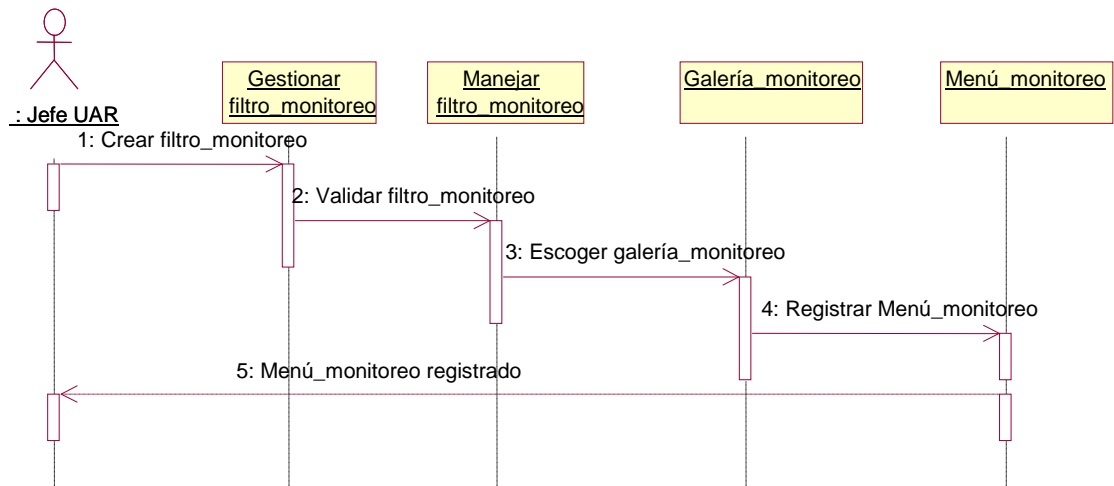 Gestionar
filtro_monitoreo
Manejar
filtro_monitoreo
Galería_monitoreo
Menú_monitoreo
: Jefe UAR
1: Crear filtro_monitoreo
2: Validar filtro_monitoreo
3: Escoger galería_monitoreo
4: Registrar Menú_monitoreo
5: Menú_monitoreo registrado